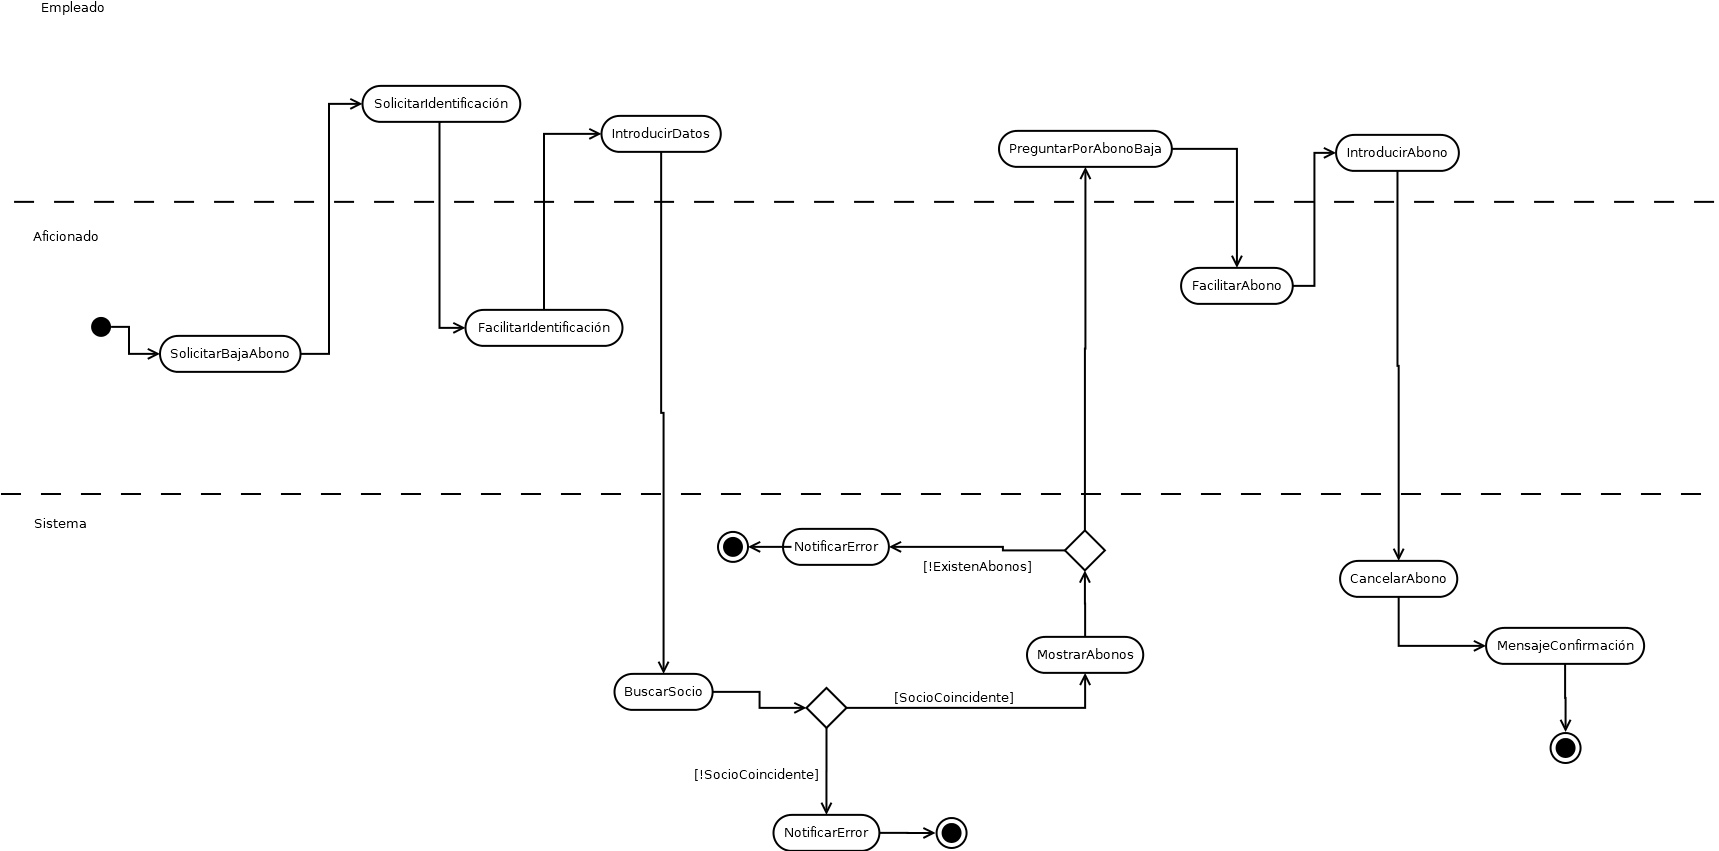 Empleado
SolicitarIdentificación
IntroducirDatos
PreguntarPorAbonoBaja
IntroducirAbono
Aficionado
FacilitarAbono
FacilitarIdentificación
SolicitarBajaAbono
Sistema
NotificarError
[!ExistenAbonos]
CancelarAbono
MensajeConfirmación
MostrarAbonos
BuscarSocio
[SocioCoincidente]
[!SocioCoincidente]
NotificarError